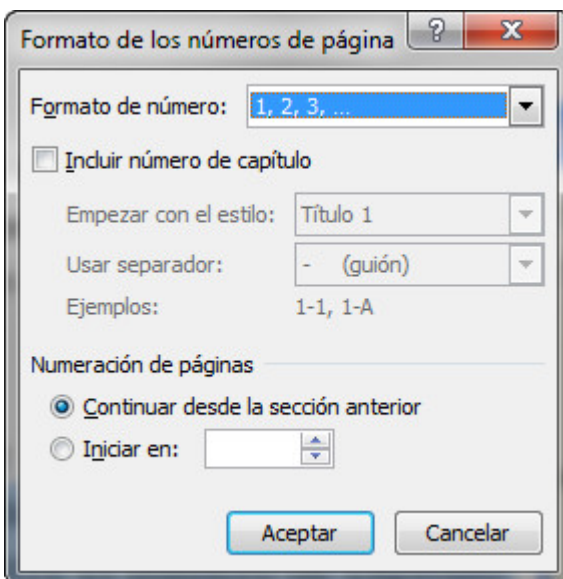 Formato de los números de página
Formato de número: 1, 2, 3, ...
Incluir número de capítulo
Empezar con el estilo: Título 1
Usar separador: - (guión)
Ejemplos: 1-1, 1-A
Numeración de páginas
Continuar desde la sección anterior
Iniciar en:
Aceptar Cancelar